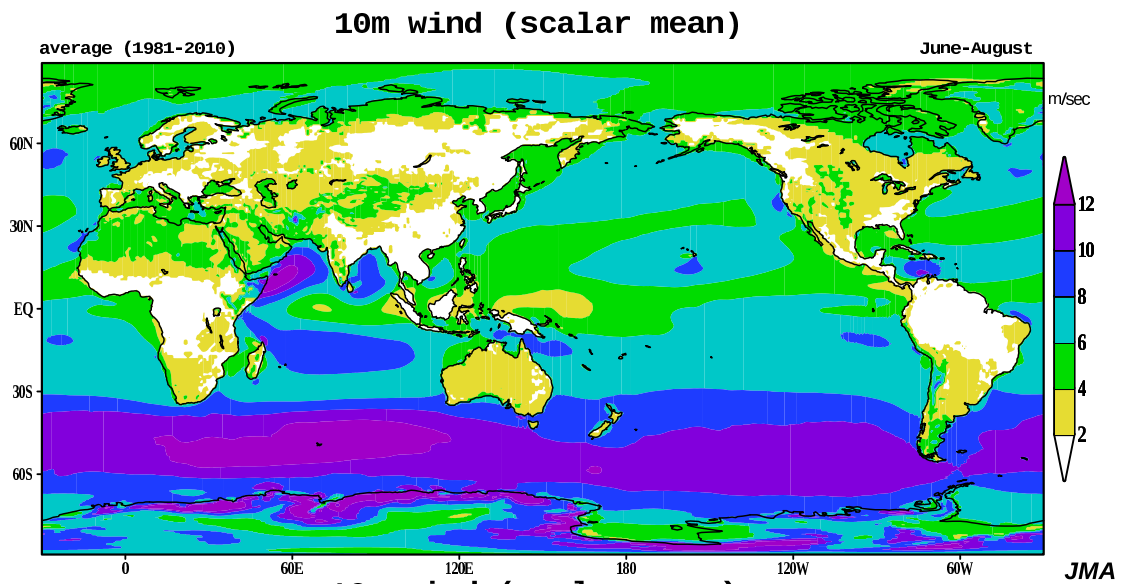 10m wind (scalar mean)
average (1981-2010) June-August
m/sec
60N
30N
EQ
30S
60S
12
10
8
6
4
2
0 60E 120E 180 120W 60W
JMA